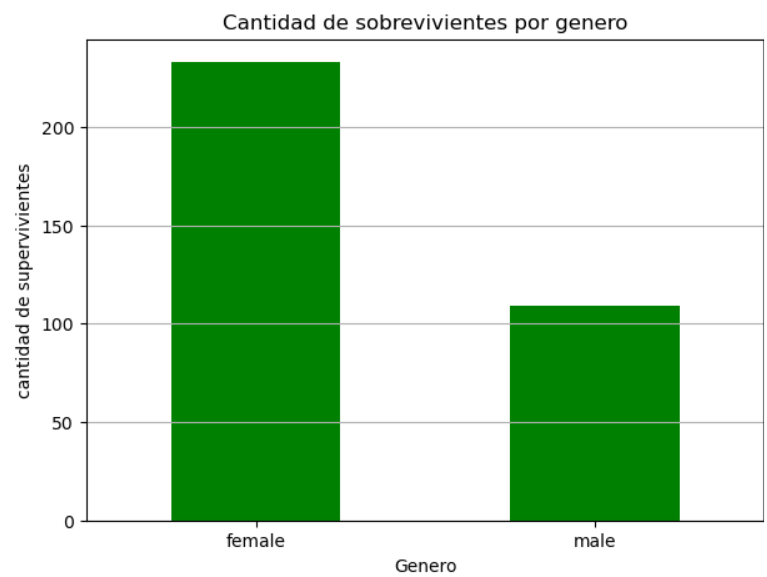 Cantidad de sobrevivientes por genero
cantidad de supervivientes
200
150
100
50
0
female
male
Genero